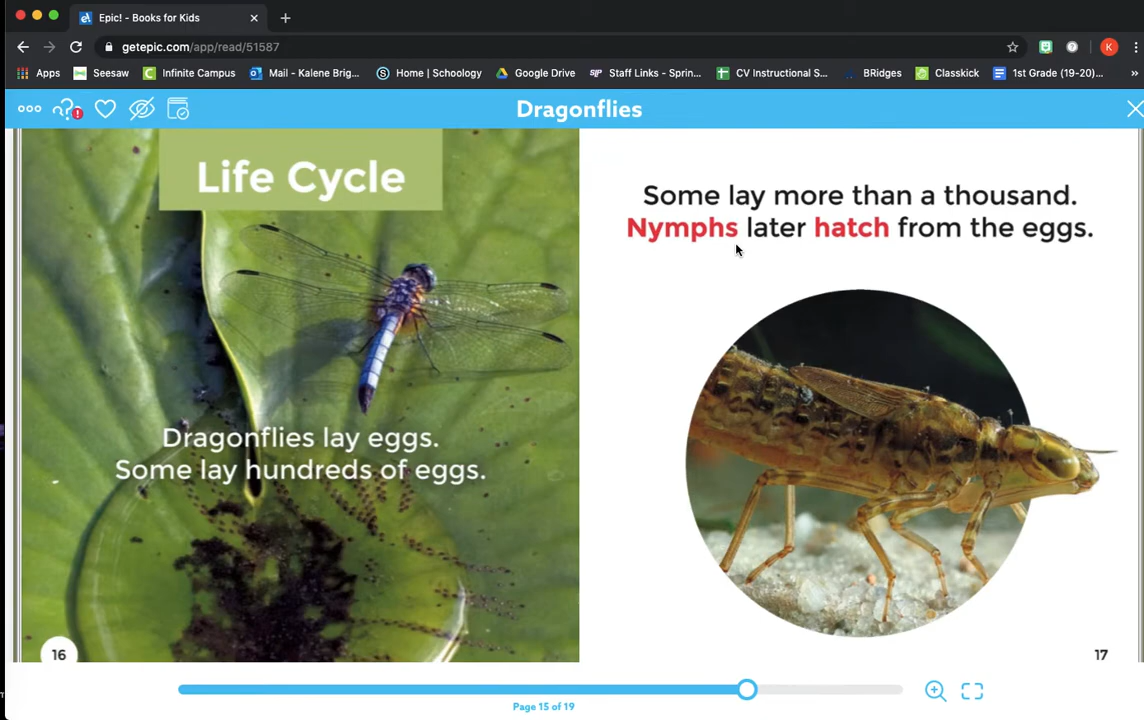 Epic! - Books for Kids
getepic.com/app/read/51587
K
Apps
Seesaw
Infinite Campus
Mail - Kalene Brig...
Home | Schoology
Google Drive
Staff Links - Sprin...
CV Instructional S...
BRidges
Classkick
1st Grade (19-20)...
Dragonflies
Life Cycle
Dragonflies lay eggs.
Some lay hundreds of eggs.
16
Some lay more than a thousand.
Nymphs later hatch from the eggs.
17
Page 15 of 19